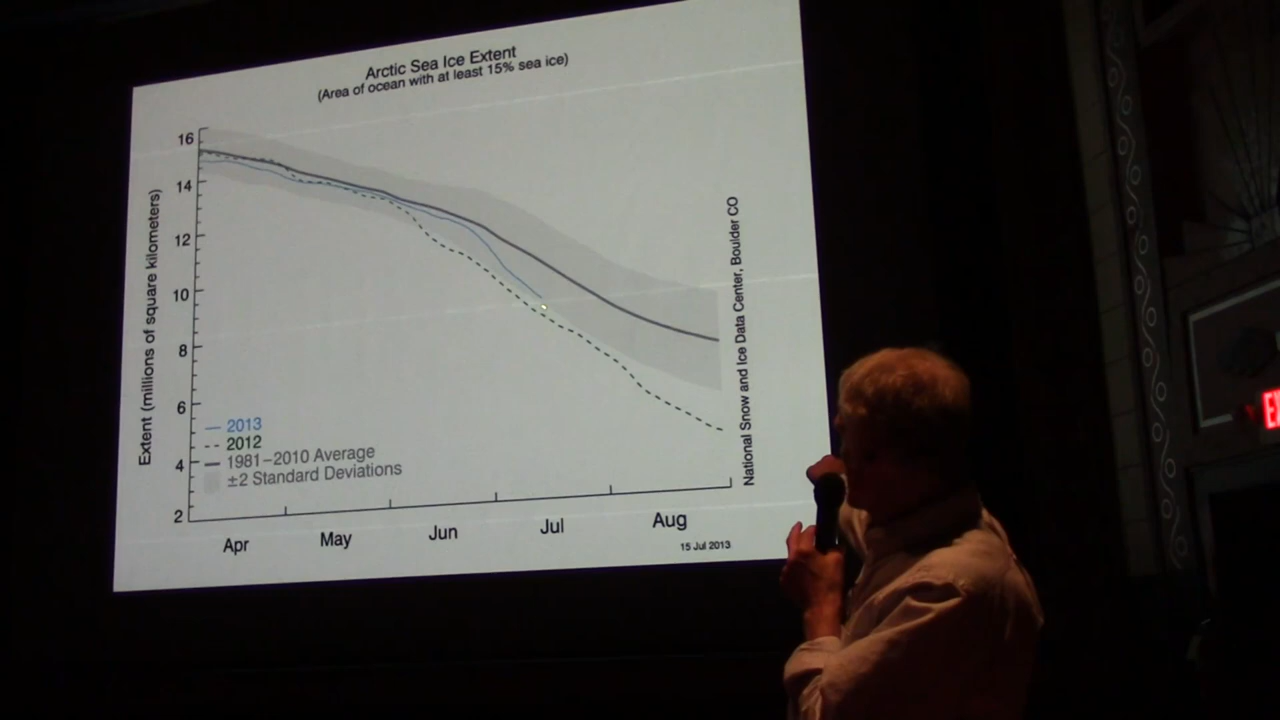 Arctic Sea Ice Extent
(Area of ocean with at least 15% sea ice)
Extent (millions of square kilometers)
16
14
12
10
8
6
4
2
2013
2012
1981-2010 Average
±2 Standard Deviations
Apr
May
Jun
Jul
Aug
15 Jul 2013
National Snow and Ice Data Center, Boulder CO